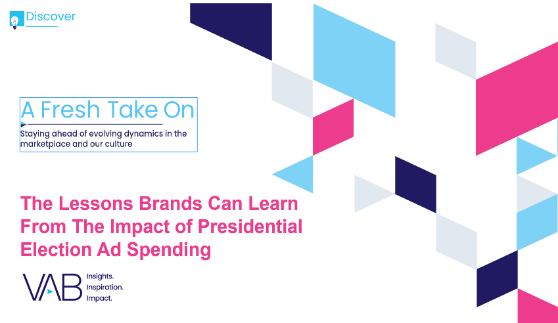 Discover
A Fresh Take On
Staying ahead of evolving dynamics in the
marketplace and our culture
The Lessons Brands Can Learn
From The Impact of Presidential
Election Ad Spending
VAB
Insights.
Inspiration.
Impact.